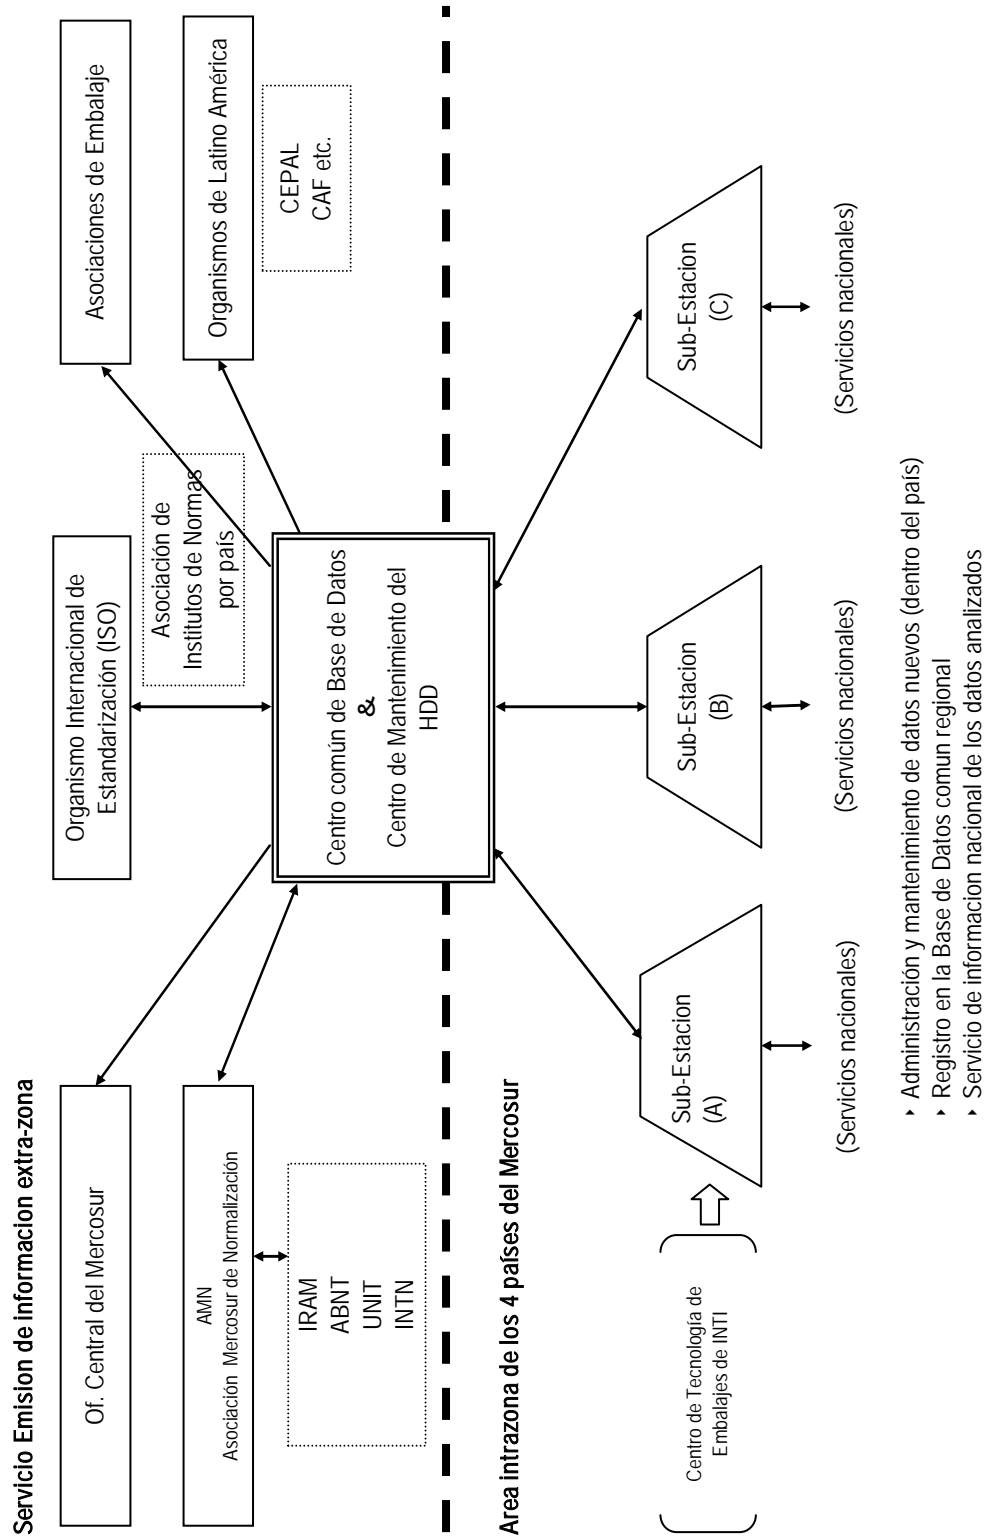 Servicio Emision de informacion extra-zona
Of. Central del Mercosur
Organismo Internacional de
Estandarización (ISO)
Asociaciones de Embalaje
AMN
Asociación Mercosur de Normalización
Asociación de
Institutos de Normas
por país
Organismos de Latino América
IRAM
ABNT
UNIT
INTN
CEPAL
CAF etc.
Centro común de Base de Datos
&
Centro de Mantenimiento del
HDD
Area intrazona de los 4 países del Mercosur
Centro de Tecnología de
Embalajes de INTI
Sub-Estacion
(A)
Sub-Estacion
(B)
Sub-Estacion
(C)
(Servicios nacionales)
(Servicios nacionales)
(Servicios nacionales)
‣ Administración y mantenimiento de datos nuevos (dentro del país)
‣ Registro en la Base de Datos comun regional
‣ Servicio de informacion nacional de los datos analizados